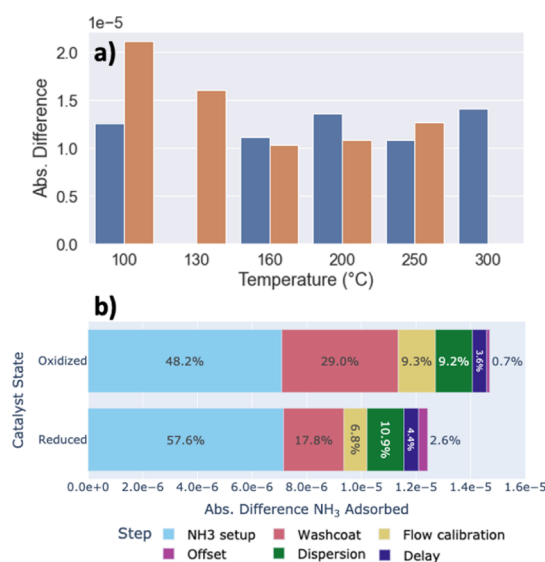 1e−5
a)
2.0
1.5
1.0
0.5
0.0
Abs. Difference
100 130 160 200 250 300
Temperature (°C)
b)
Catalyst State
Oxidized
48.2% 29.0% 9.3% 9.2% 3.6% 0.7%
Reduced
57.6% 17.8% 6.8% 10.9% 4.4% 2.6%
0.0e+0 2.0e−6 4.0e−6 6.0e−6 8.0e−6 1.0e−5 1.2e−5 1.4e−5 1.6e−5
Abs. Difference NH₃ Adsorbed
Step NH3 setup Washcoat Flow calibration
Offset Dispersion Delay